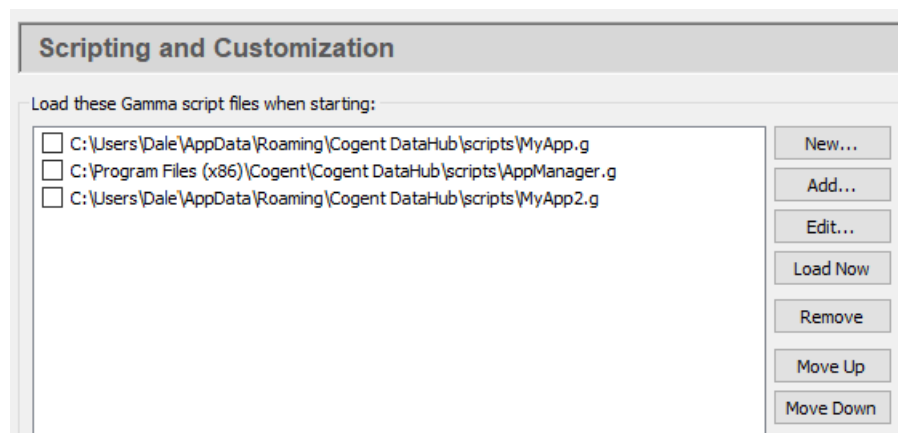 Scripting and Customization
Load these Gamma script files when starting:
C:\Users\Dale\AppData\Roaming\Cogent DataHub\scripts\MyApp.g
C:\Program Files (x86)\Cogent\Cogent DataHub\scripts\AppManager.g
C:\Users\Dale\AppData\Roaming\Cogent DataHub\scripts\MyApp2.g
New...
Add...
Edit...
Load Now
Remove
Move Up
Move Down